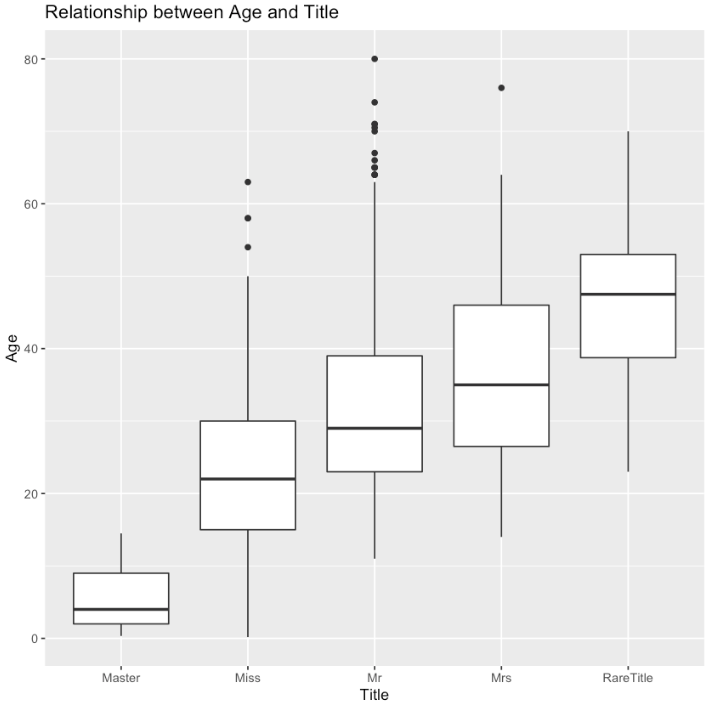 Relationship between Age and Title
80
60
40
20
0
Age
Master Miss Mr Mrs RareTitle
Title